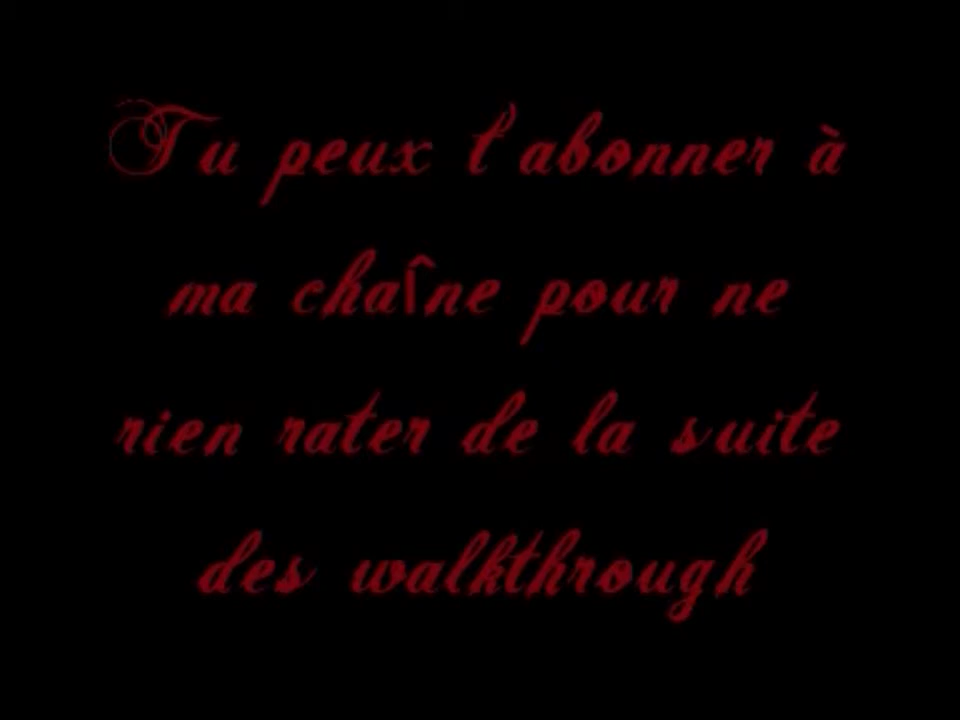 Tu peux t'abonner à
ma chaîne pour ne
rien rater de la suite
des walkthrough